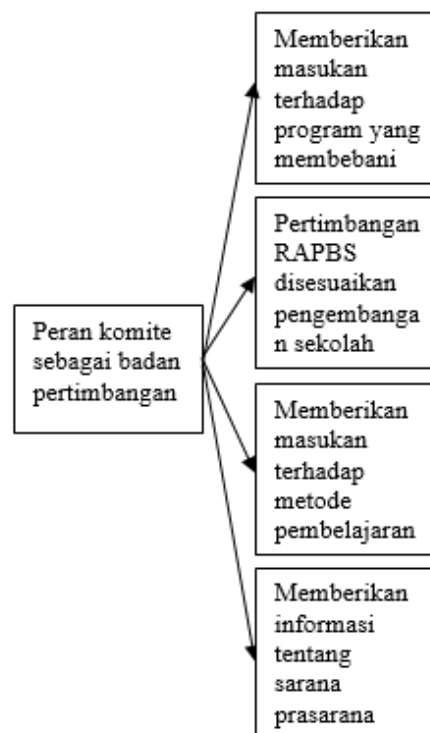 Peran komite
sebagai badan
pertimbangan
Memberikan
masukan
terhadap
program yang
membebani
Pertimbangan
RAPBS
disesuaikan
pengembanga
n sekolah
Memberikan
masukan
terhadap
metode
pembelajaran
Memberikan
informasi
tentang
sarana
prasarana